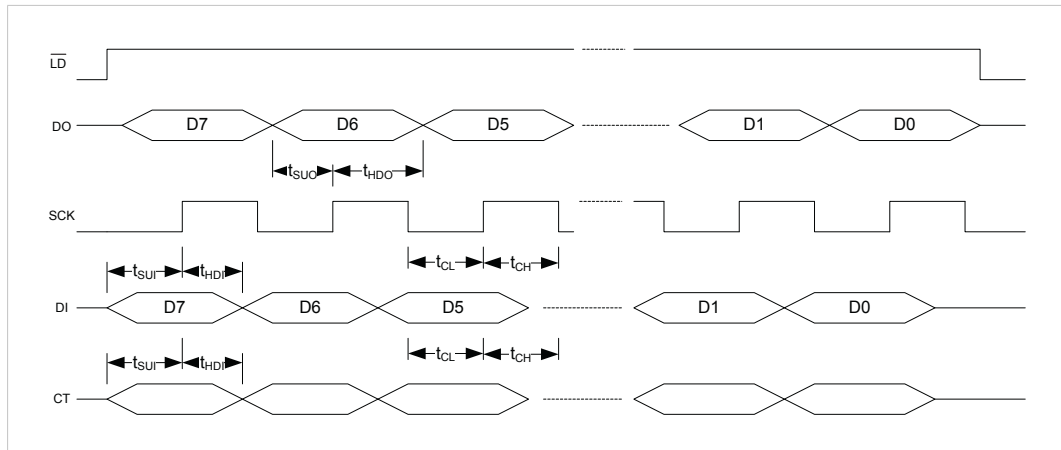 L̅D̅
DO D7 D6 D5 D1 D0
tSUO tHDO
SCK
tSUI tHDI tCL tCH
DI D7 D6 D5 D1 D0
tSUI tHDI tCL tCH
CT